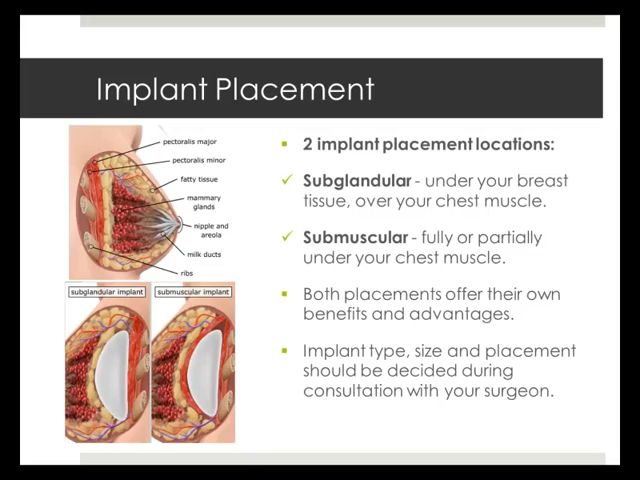 Implant Placement
pectoralis major
pectoralis minor
fatty tissue
mammary
glands
nipple and
areola
milk ducts
ribs
subglandular implant
submuscular implant
2 implant placement locations:
Subglandular - under your breast
tissue, over your chest muscle.
Submuscular - fully or partially
under your chest muscle.
Both placements offer their own
benefits and advantages.
Implant type, size and placement
should be decided during
consultation with your surgeon.